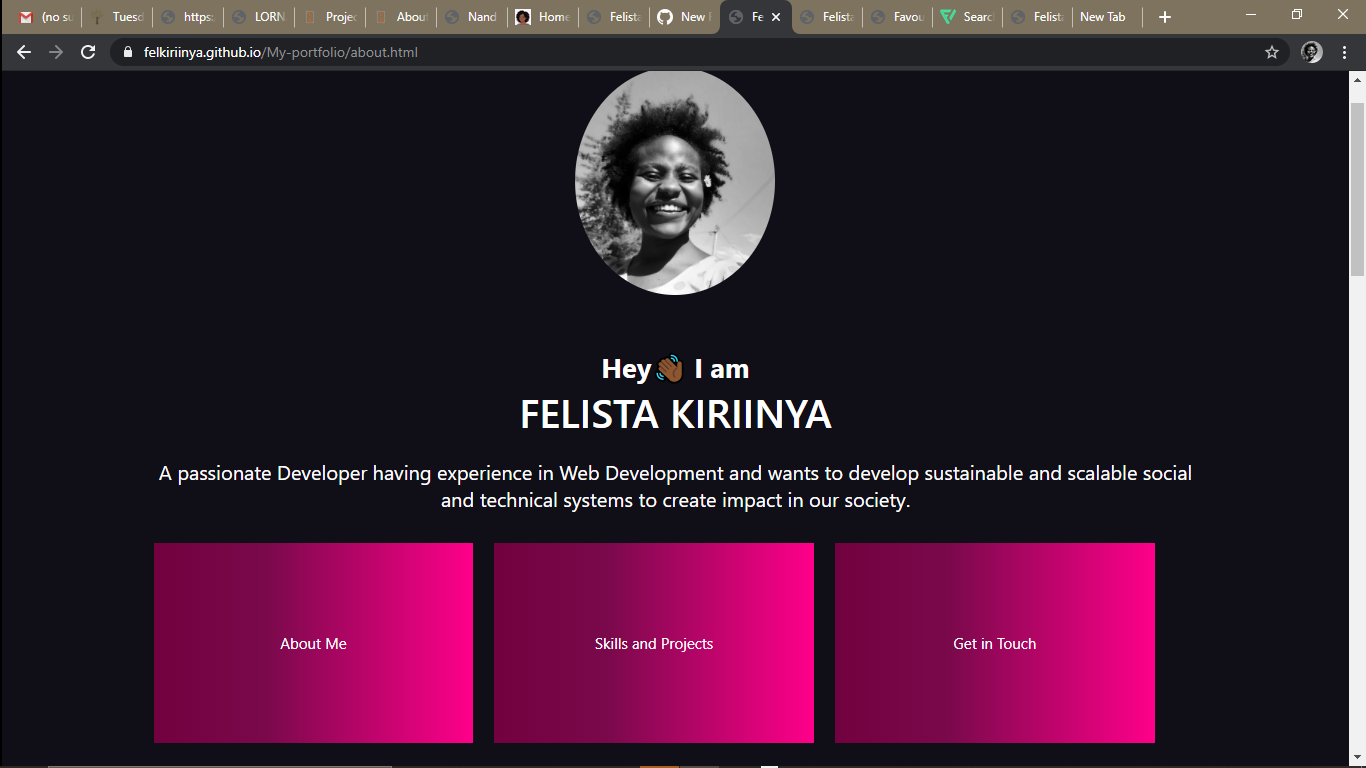 (no su
Tuesd
https:
LORN
Projec
About
Nand
Home
Felista
New
Fe
Felista
Favou
Searc
Felista
New Tab
felkiriinya.github.io/My-portfolio/about.html
Hey👋🏾 I am
FELISTA KIRIINYA
A passionate Developer having experience in Web Development and wants to develop sustainable and scalable social
and technical systems to create impact in our society.
About Me
Skills and Projects
Get in Touch